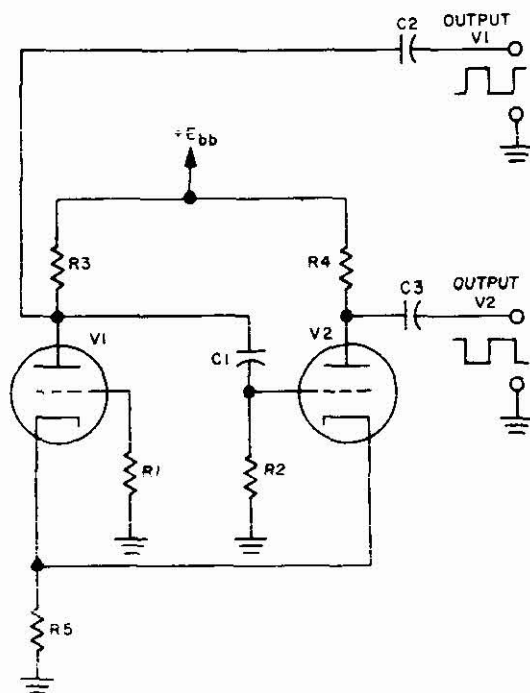 C2
OUTPUT
V1
+Ebb
R3
R4
C3
OUTPUT
V2
V1
C1
V2
R1
R2
R5